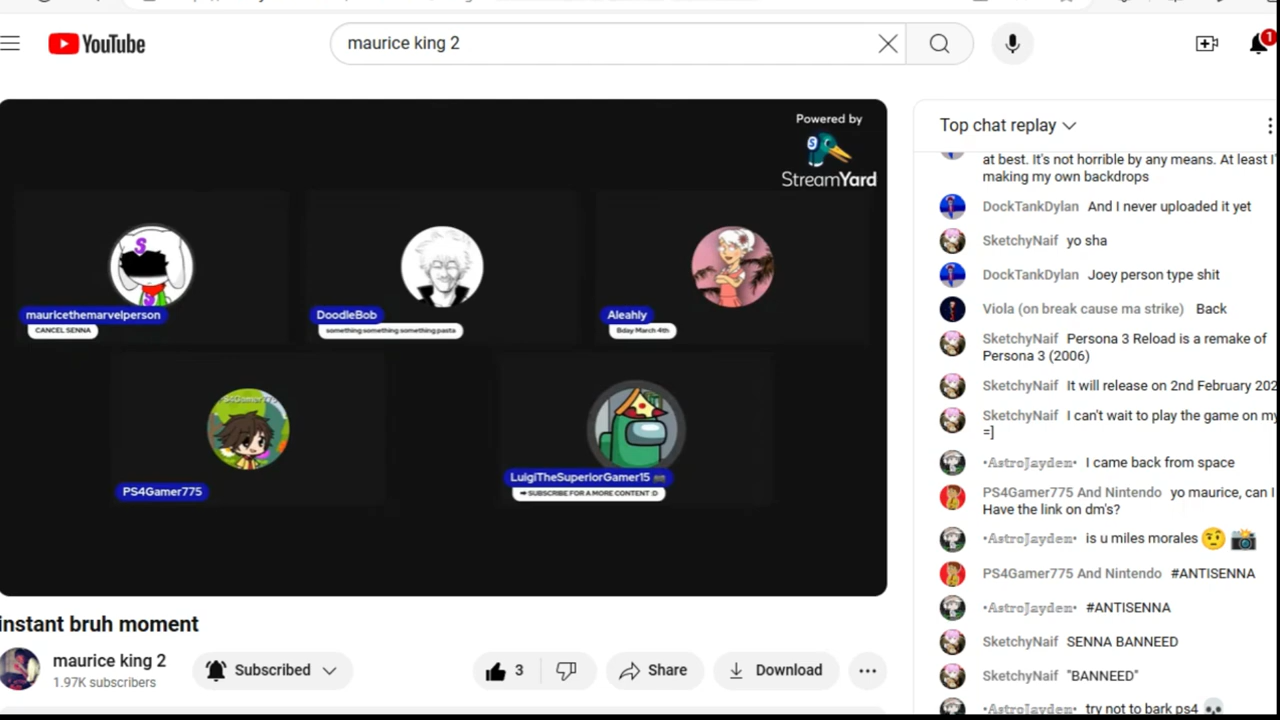 YouTube
maurice king 2
1
Powered by
StreamYard
mauricethemarvelperson
CANCEL SENNA
DoodleBob
something something something pasta
Aleahly
Bday March 4th
PS4Gamer775
LuigiTheSuperiorGamer15
➡ SUBSCRIBE FOR A MORE CONTENT :D
instant bruh moment
maurice king 2
1.97K subscribers
Subscribed
3
Share
Download
Top chat replay
at best. It's not horrible by any means. At least I'
making my own backdrops
DockTankDylan And I never uploaded it yet
SketchyNaif yo sha
DockTankDylan Joey person type shit
Viola (on break cause ma strike) Back
SketchyNaif Persona 3 Reload is a remake of
Persona 3 (2006)
SketchyNaif It will release on 2nd February 202
SketchyNaif I can't wait to play the game on my
=]
•𝔸𝕤𝕥𝕣𝕠𝕁𝕒𝕪𝕕𝕖𝕟• I came back from space
PS4Gamer775 And Nintendo yo maurice, can I
Have the link on dm's?
•𝔸𝕤𝕥𝕣𝕠𝕁𝕒𝕪𝕕𝕖𝕟• is u miles morales 🤨 📸
PS4Gamer775 And Nintendo #ANTISENNA
•𝔸𝕤𝕥𝕣𝕠𝕁𝕒𝕪𝕕𝕖𝕟• #ANTISENNA
SketchyNaif SENNA BANNEED
SketchyNaif "BANNEED"
•𝔸𝕤𝕥𝕣𝕠𝕁𝕒𝕪𝕕𝕖𝕟• try not to bark ps4 💀